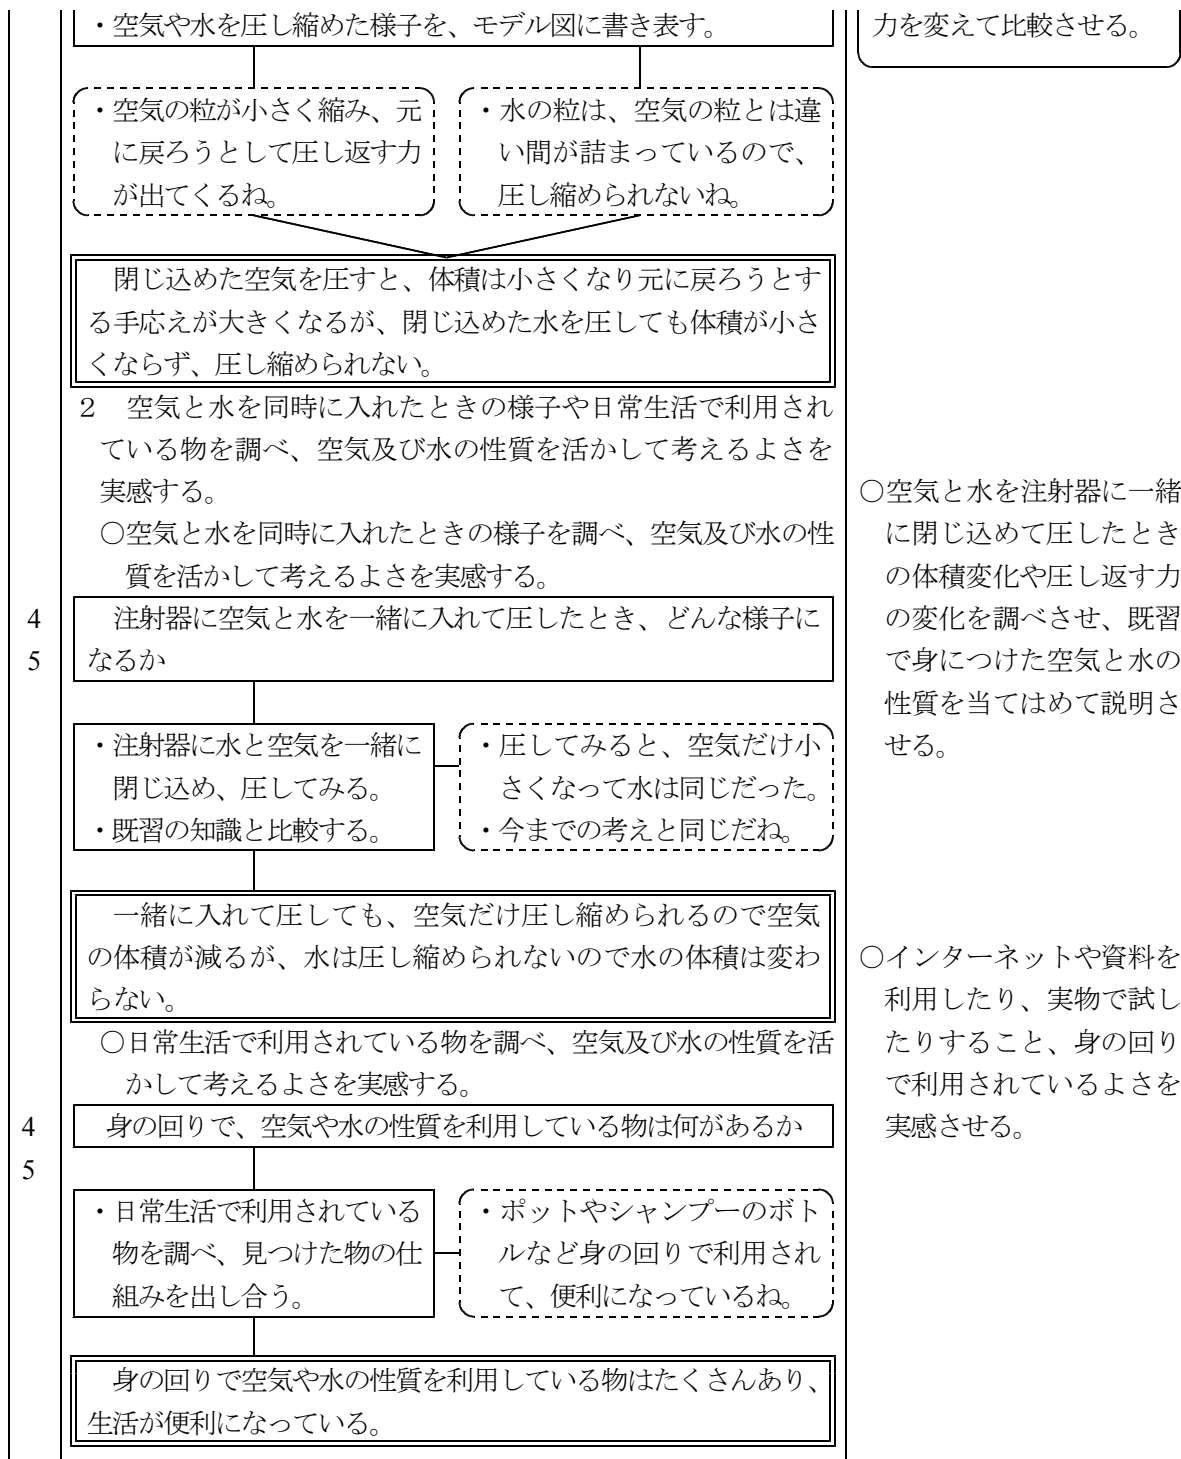 ・空気や水を圧し縮めた様子を、モデル図に書き表す。
力を変えて比較させる。
・空気の粒が小さく縮み、元
に戻ろうとして圧し返す力
が出てくるね。
・水の粒は、空気の粒とは違
い間が詰まっているので、
圧し縮められないね。
閉じ込めた空気を圧すと、体積は小さくなり元に戻ろうとす
る手応えが大きくなるが、閉じ込めた水を圧しても体積が小さ
くならず、圧し縮められない。
２　空気と水を同時に入れたときの様子や日常生活で利用され
ている物を調べ、空気及び水の性質を活かして考えるよさを
実感する。
○空気と水を同時に入れたときの様子を調べ、空気及び水の性
質を活かして考えるよさを実感する。
○空気と水を注射器に一緒
に閉じ込めて圧したとき
の体積変化や圧し返す力
の変化を調べさせ、既習
で身につけた空気と水の
性質を当てはめて説明さ
せる。
4
5
注射器に空気と水を一緒に入れて圧したとき、どんな様子に
なるか
・注射器に水と空気を一緒に
閉じ込め、圧してみる。
・既習の知識と比較する。
・圧してみると、空気だけ小
さくなって水は同じだった。
・今までの考えと同じだね。
一緒に入れて圧しても、空気だけ圧し縮められるので空気
の体積が減るが、水は圧し縮められないので水の体積は変わ
らない。
○日常生活で利用されている物を調べ、空気及び水の性質を活
かして考えるよさを実感する。
○インターネットや資料を
利用したり、実物で試し
たりすること、身の回り
で利用されているよさを
実感させる。
4
5
身の回りで、空気や水の性質を利用している物は何があるか
・日常生活で利用されている
物を調べ、見つけた物の仕
組みを出し合う。
・ポットやシャンプーのボト
ルなど身の回りで利用され
て、便利になっているね。
身の回りで空気や水の性質を利用している物はたくさんあり、
生活が便利になっている。